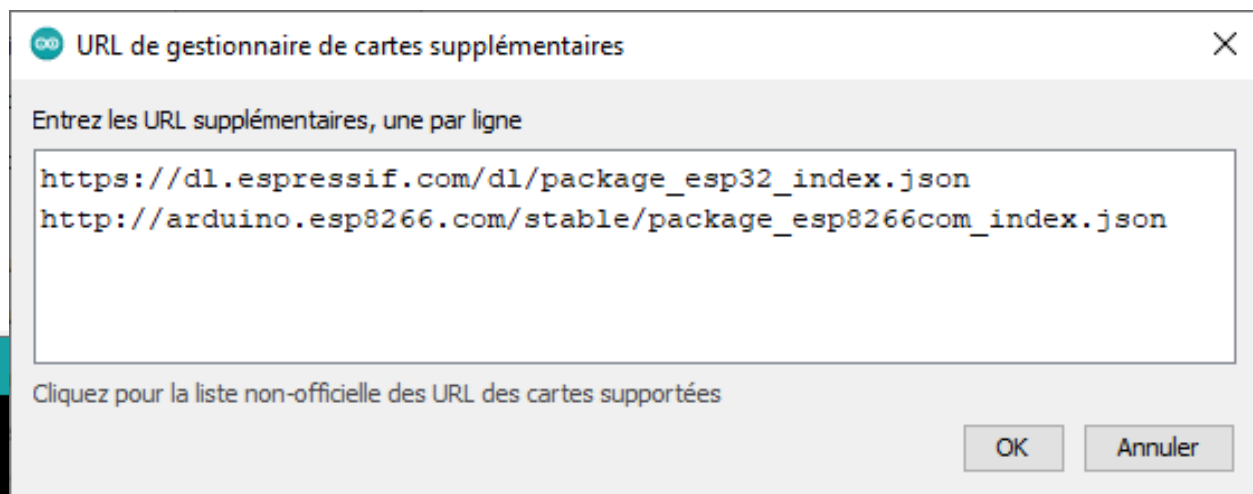 URL de gestionnaire de cartes supplémentaires
Entrez les URL supplémentaires, une par ligne
https://dl.espressif.com/dl/package_esp32_index.json
http://arduino.esp8266.com/stable/package_esp8266com_index.json
Cliquez pour la liste non-officielle des URL des cartes supportées
OK Annuler